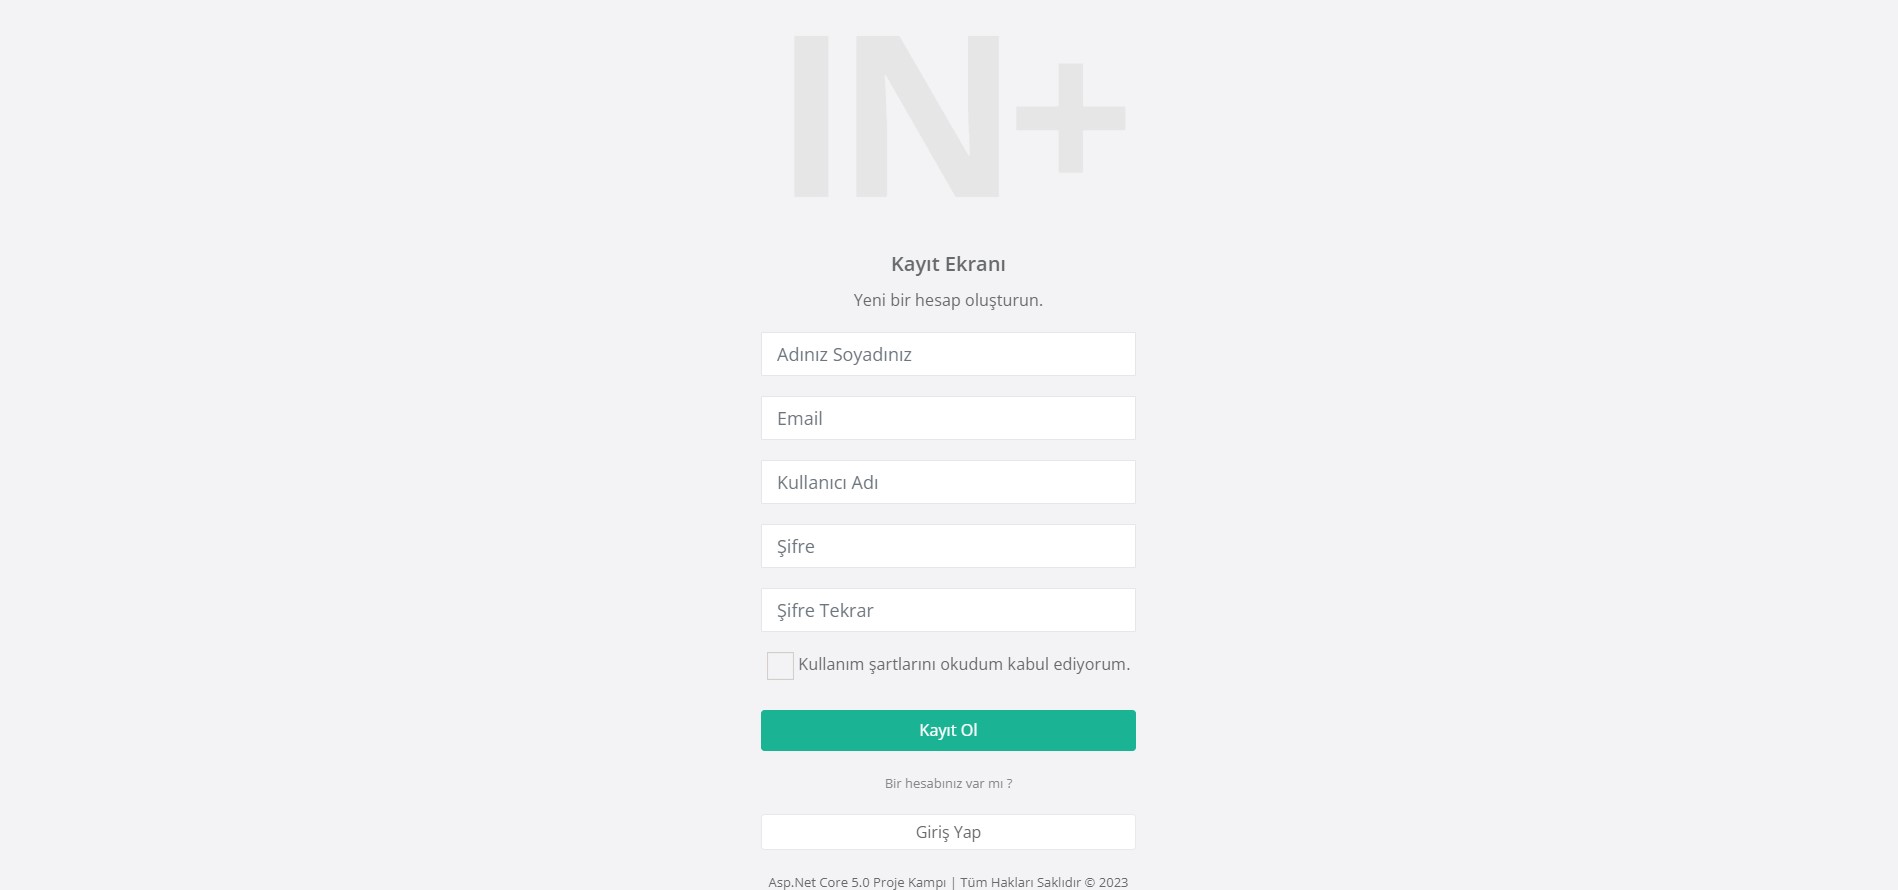 IN+
Kayıt Ekranı
Yeni bir hesap oluşturun.
Adınız Soyadınız
Email
Kullanıcı Adı
Şifre
Şifre Tekrar
Kullanım şartlarını okudum kabul ediyorum.
Kayıt Ol
Bir hesabınız var mı ?
Giriş Yap
Asp.Net Core 5.0 Proje Kampı | Tüm Hakları Saklıdır © 2023